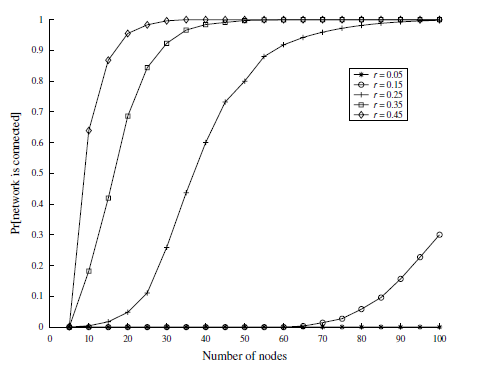 1
0.9
0.8
0.7
0.6
0.5
0.4
0.3
0.2
0.1
0
Pr[network is connected]
r = 0.05
r = 0.15
r = 0.25
r = 0.35
r = 0.45
0 10 20 30 40 50 60 70 80 90 100
Number of nodes